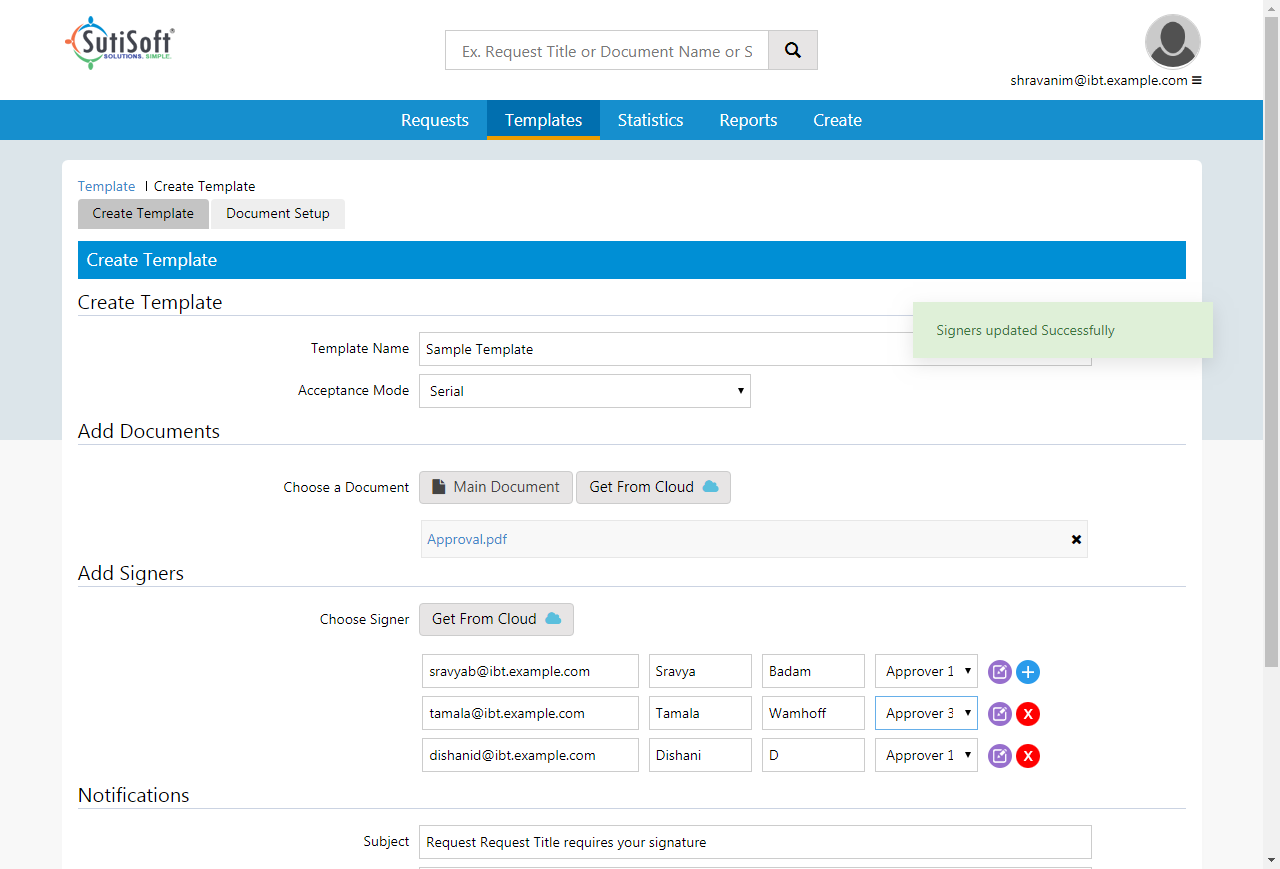 SutiSoft®
SOLUTIONS. SIMPLE.
Ex. Request Title or Document Name or S
shravanim@ibt.example.com
Requests Templates Statistics Reports Create
Template | Create Template
Create Template Document Setup
Create Template
Create Template
Signers updated Successfully
Template Name Sample Template
Acceptance Mode Serial
Add Documents
Choose a Document Main Document Get From Cloud
Approval.pdf
Add Signers
Choose Signer Get From Cloud
sravyab@ibt.example.com Sravya Badam Approver 1
tamala@ibt.example.com Tamala Wamhoff Approver 3 X
dishanid@ibt.example.com Dishani D Approver 1 X
Notifications
Subject Request Request Title requires your signature